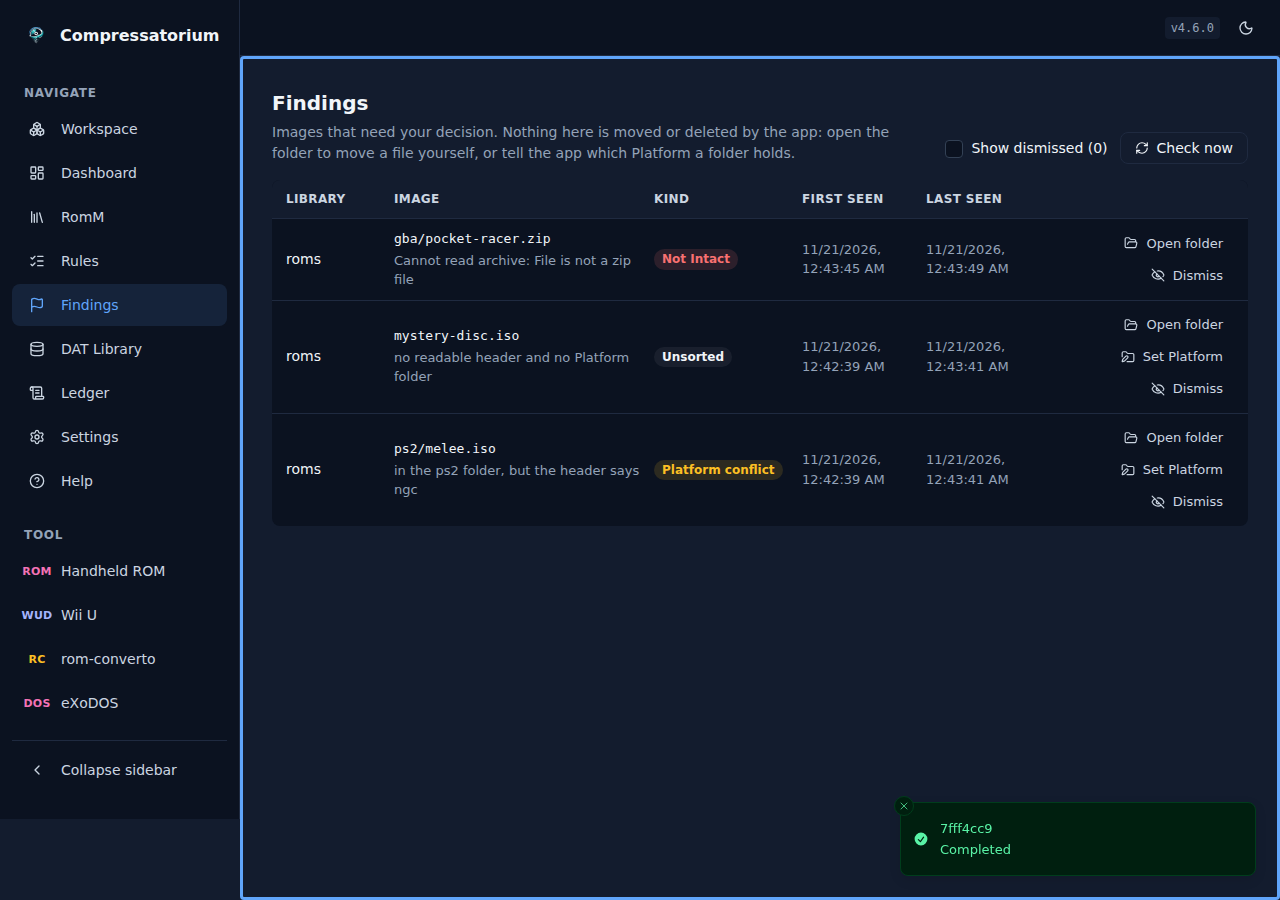 Compressatorium
v4.6.0
NAVIGATE
Workspace
Dashboard
RomM
Rules
Findings
DAT Library
Ledger
Settings
Help
TOOL
ROM Handheld ROM
WUD Wii U
RC rom-converto
DOS eXoDOS
Collapse sidebar
Findings
Images that need your decision. Nothing here is moved or deleted by the app: open the
folder to move a file yourself, or tell the app which Platform a folder holds.
Show dismissed (0)
Check now
LIBRARY IMAGE KIND FIRST SEEN LAST SEEN
roms
gba/pocket-racer.zip
Cannot read archive: File is not a zip
file
Not Intact
11/21/2026,
12:43:45 AM
11/21/2026,
12:43:49 AM
Open folder
Dismiss
roms
mystery-disc.iso
no readable header and no Platform
folder
Unsorted
11/21/2026,
12:42:39 AM
11/21/2026,
12:43:41 AM
Open folder
Set Platform
Dismiss
roms
ps2/melee.iso
in the ps2 folder, but the header says
ngc
Platform conflict
11/21/2026,
12:42:39 AM
11/21/2026,
12:43:41 AM
Open folder
Set Platform
Dismiss
7fff4cc9
Completed